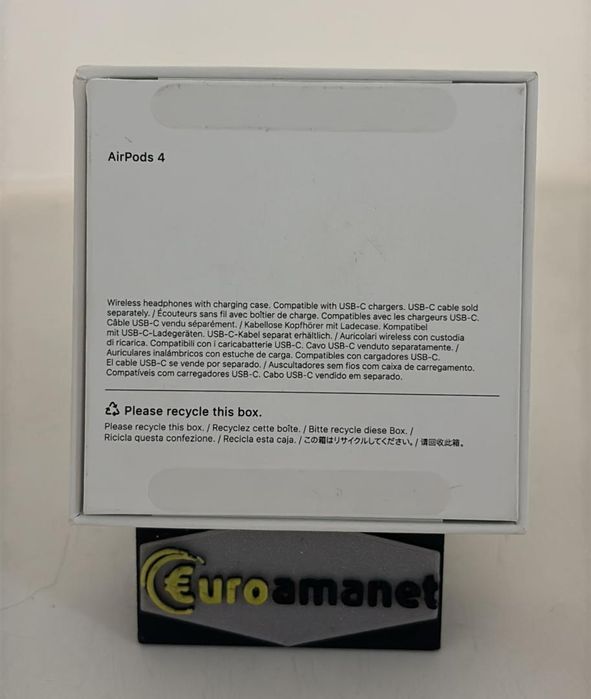 AirPods 4
Wireless headphones with charging case. Compatible with USB-C chargers. USB-C cable sold
separately. / Écouteurs sans fil avec boîtier de charge. Compatibles avec les chargeurs USB-C.
Câble USB-C vendu séparément. / Kabellose Kopfhörer mit Ladecase. Kompatibel
mit USB-C-Ladegeräten. USB-C-Kabel separat erhältlich. / Auricolari wireless con custodia
di ricarica. Compatibili con i caricabatterie USB-C. Cavo USB-C venduto separatamente. /
Auriculares inalámbricos con estuche de carga. Compatibles con cargadores USB-C.
El cable USB-C se vende por separado. / Auscultadores sem fios com caixa de carregamento.
Compatíveis com carregadores USB-C. Cabo USB-C vendido em separado.
Please recycle this box.
Please recycle this box. / Recyclez cette boîte. / Bitte recycle diese Box. /
Ricicla questa confezione. / Recicla esta caja. / この箱はリサイクルしてください。 / 请回收此箱。
€uroamanet